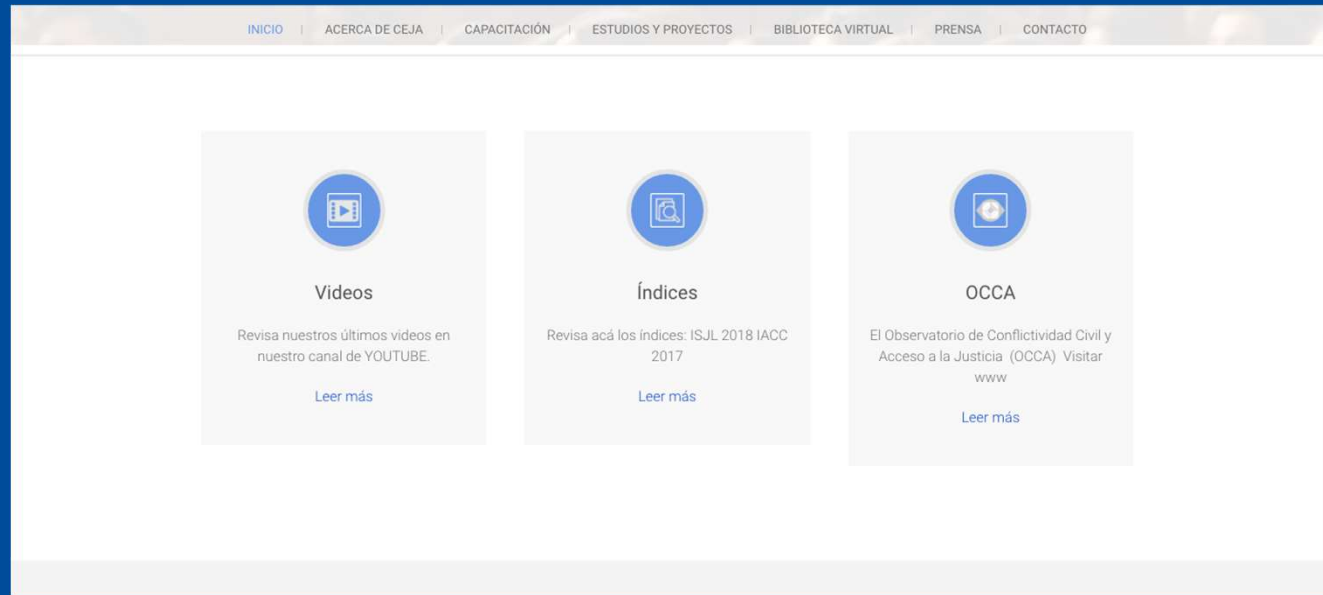 INICIO | ACERCA DE CEJA | CAPACITACIÓN | ESTUDIOS Y PROYECTOS | BIBLIOTECA VIRTUAL | PRENSA | CONTACTO
Videos
Revisa nuestros últimos videos en
nuestro canal de YOUTUBE.
Leer más
Índices
Revisa acá los índices: ISJL 2018 IACC
2017
Leer más
OCCA
El Observatorio de Conflictividad Civil y
Acceso a la Justicia (OCCA) Visitar
www
Leer más